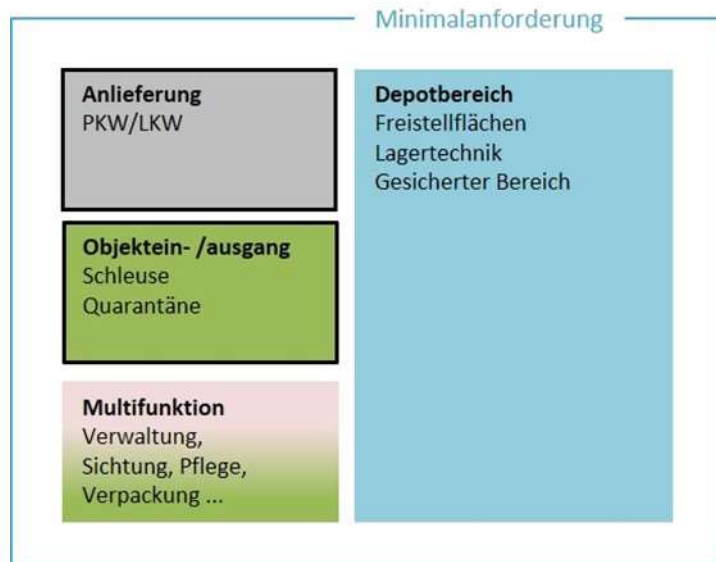 Minimalanforderung
Anlieferung
PKW/LKW
Objektein- /ausgang
Schleuse
Quarantäne
Multifunktion
Verwaltung,
Sichtung, Pflege,
Verpackung ...
Depotbereich
Freistellflächen
Lagertechnik
Gesicherter Bereich